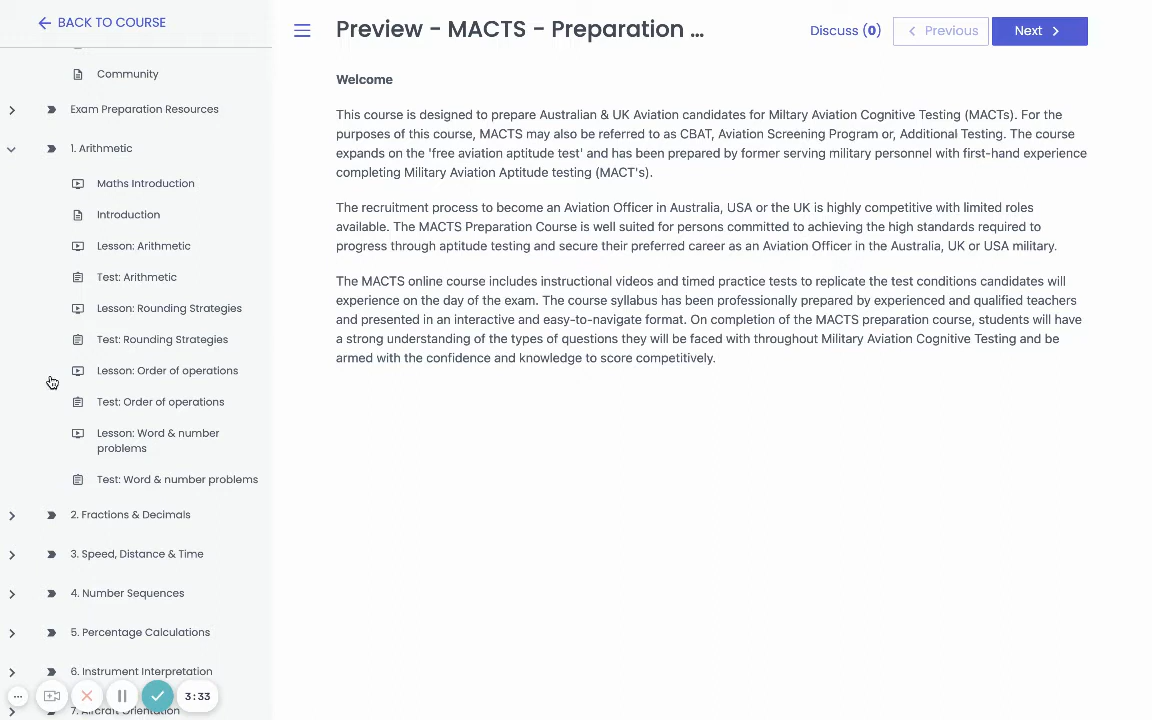 BACK TO COURSE
Community
Exam Preparation Resources
1. Arithmetic
Maths Introduction
Introduction
Lesson: Arithmetic
Test: Arithmetic
Lesson: Rounding Strategies
Test: Rounding Strategies
Lesson: Order of operations
Test: Order of operations
Lesson: Word & number
problems
Test: Word & number problems
2. Fractions & Decimals
3. Speed, Distance & Time
4. Number Sequences
5. Percentage Calculations
6. Instrument Interpretation
7. Aircraft Orientation
3:33
Preview - MACTS - Preparation ...
Discuss (0)
Previous
Next
Welcome
This course is designed to prepare Australian & UK Aviation candidates for Miltary Aviation Cognitive Testing (MACTs). For the
purposes of this course, MACTS may also be referred to as CBAT, Aviation Screening Program or, Additional Testing. The course
expands on the 'free aviation aptitude test' and has been prepared by former serving military personnel with first-hand experience
completing Military Aviation Aptitude testing (MACT's).
The recruitment process to become an Aviation Officer in Australia, USA or the UK is highly competitive with limited roles
available. The MACTS Preparation Course is well suited for persons committed to achieving the high standards required to
progress through aptitude testing and secure their preferred career as an Aviation Officer in the Australia, UK or USA military.
The MACTS online course includes instructional videos and timed practice tests to replicate the test conditions candidates will
experience on the day of the exam. The course syllabus has been professionally prepared by experienced and qualified teachers
and presented in an interactive and easy-to-navigate format. On completion of the MACTS preparation course, students will have
a strong understanding of the types of questions they will be faced with throughout Military Aviation Cognitive Testing and be
armed with the confidence and knowledge to score competitively.